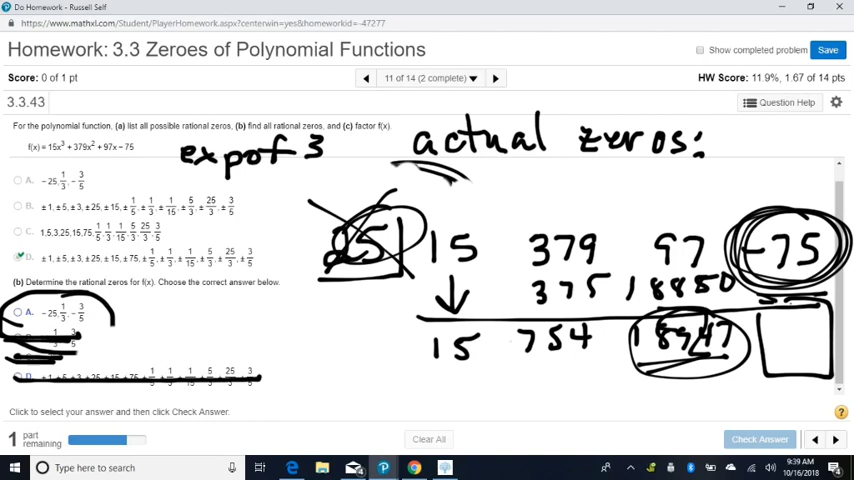 Do Homework - Russell Self
https://www.mathxl.com/Student/PlayerHomework.aspx?centerwin=yes&homeworkid=-47277
Homework: 3.3 Zeroes of Polynomial Functions
Show completed problem
Save
Score: 0 of 1 pt
11 of 14 (2 complete)
HW Score: 11.9%, 1.67 of 14 pts
3.3.43
Question Help
For the polynomial function, (a) list all possible rational zeros, (b) find all rational zeros, and (c) factor f(x).
f(x) = 15x³ + 379x² + 97x − 75
exp of 3
actual zeros:
A. − 25, 1/3, − 3/5
B. ± 1, ± 5, ± 3, ± 25, ± 15, ± 1/5, ± 1/3, ± 1/15, ± 5/3, ± 25/3, ± 3/5
C. 1,5,3,25,15,75, 1/5, 1/3, 1/15, 5/3, 25/3, 3/5
D. ± 1, ± 5, ± 3, ± 25, ± 15, ± 75, ± 1/5, ± 1/3, ± 1/15, ± 5/3, ± 25/3, ± 3/5
25 15 379 97 -75
375 18850
15 754 18947
(b) Determine the rational zeros for f(x). Choose the correct answer below.
A. − 25, 1/3, − 3/5
Click to select your answer and then click Check Answer.
1 part remaining
Clear All
Check Answer
Type here to search
9:39 AM
10/16/2018